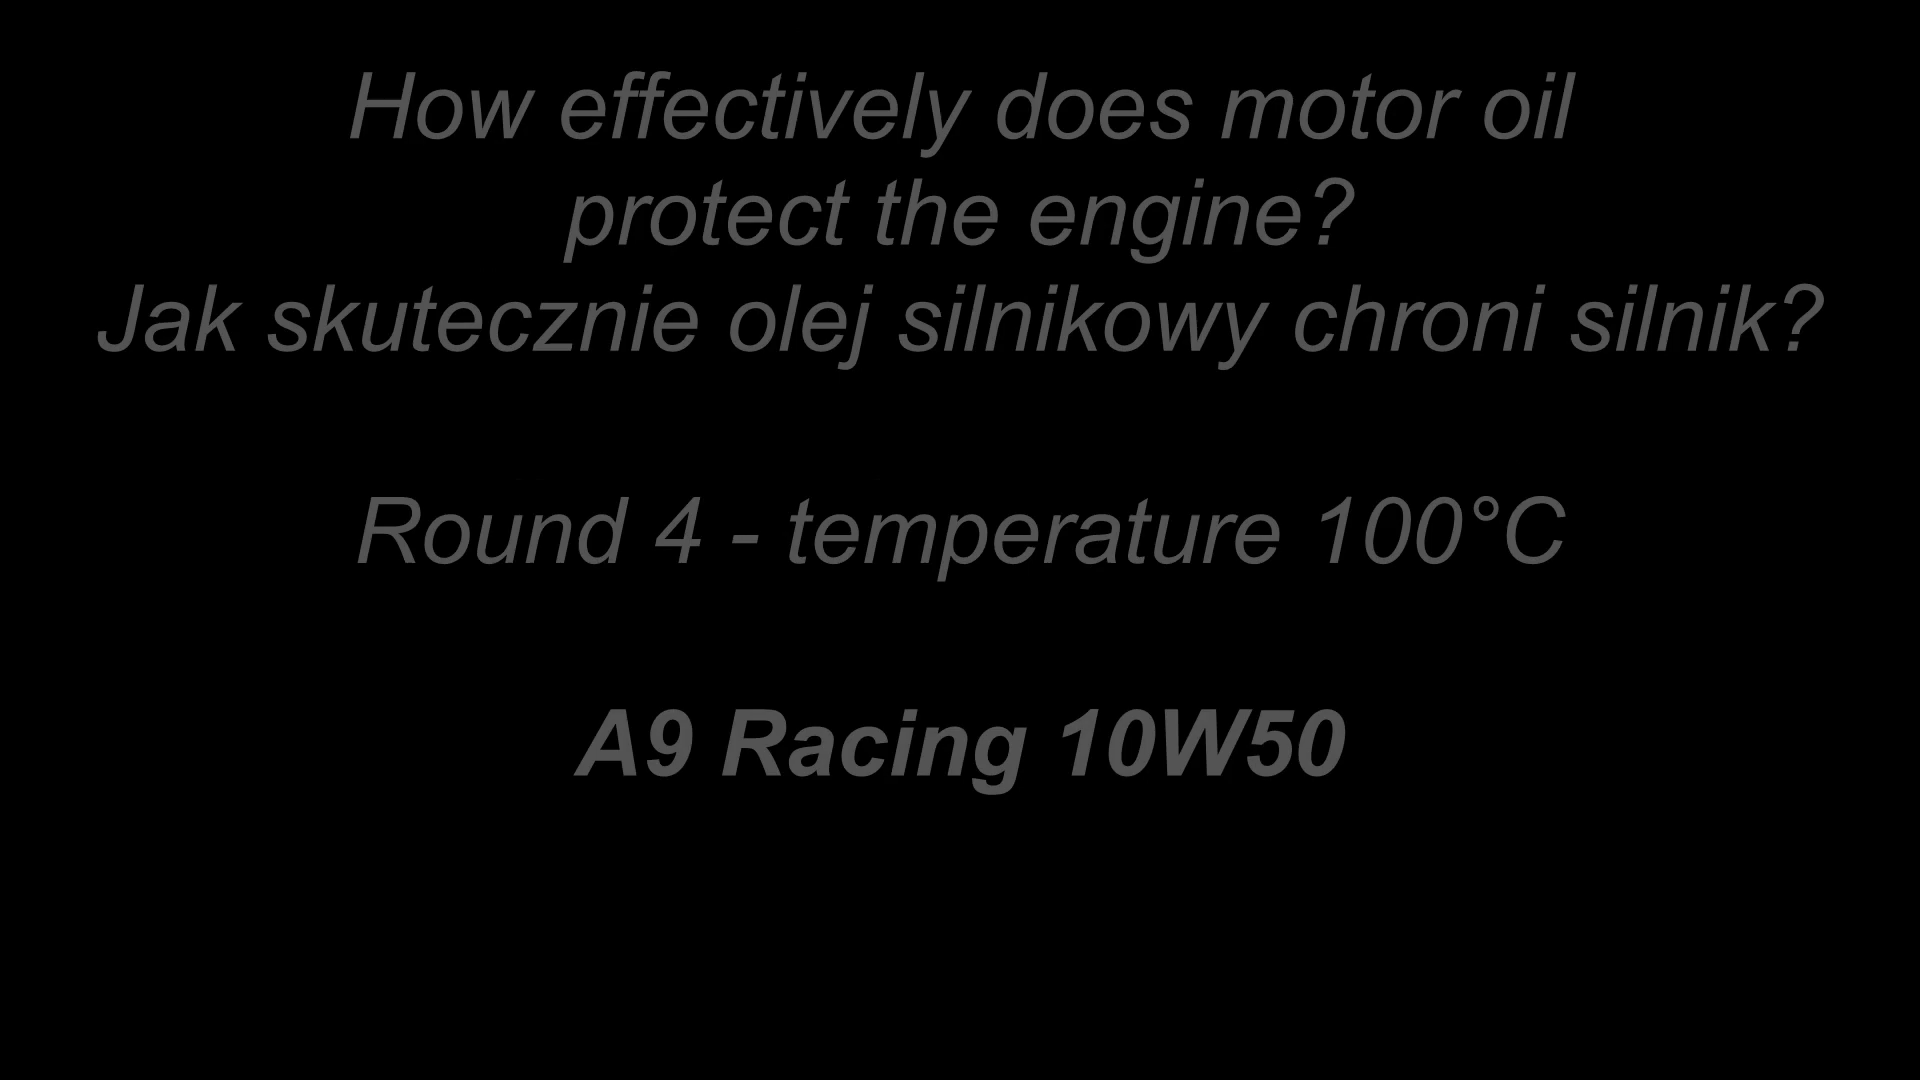 How effectively does motor oil
protect the engine?
Jak skutecznie olej silnikowy chroni silnik?
Round 4 - temperature 100°C
A9 Racing 10W50